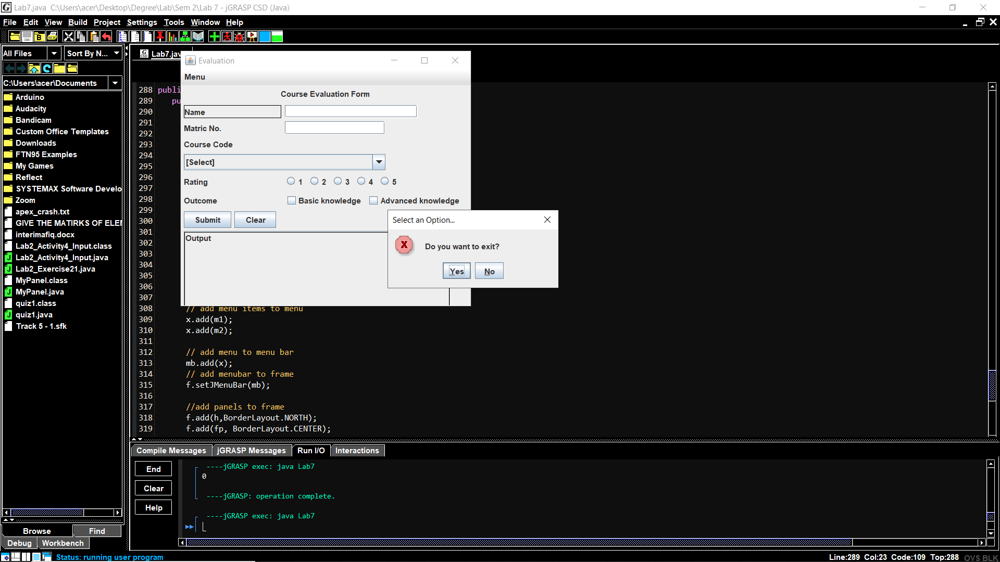 Lab7.java  C:\Users\acer\Desktop\Degree\Lab\Sem 2\Lab 7 - jGRASP CSD (Java)
File Edit View Build Project Settings Tools Window Help
All Files
Sort By N...
C:\Users\acer\Documents
Arduino
Audacity
Bandicam
Custom Office Templates
Downloads
FTN95 Examples
My Games
Reflect
SYSTEMAX Software Develo
Zoom
apex_crash.txt
GIVE THE MATIRKS OF ELE
interimafiq.docx
Lab2_Activity4_Input.class
Lab2_Activity4_Input.java
Lab2_Exercise21.java
MyPanel.class
MyPanel.java
quiz1.class
quiz1.java
Track 5 - 1.sfk
Browse Find
Debug Workbench
Lab7.jav
288 publi
289 pu
290
291
292
293
294
295
296
297
298
299
300
301
302
303
304
305
306
307
308 // add menu items to menu
309 x.add(m1);
310 x.add(m2);
311
312 // add menu to menu bar
313 mb.add(x);
314 // add menubar to frame
315 f.setJMenuBar(mb);
316
317 //add panels to frame
318 f.add(h,BorderLayout.NORTH);
319 f.add(fp, BorderLayout.CENTER);
Evaluation
Menu
Course Evaluation Form
Name
Matric No.
Course Code
[Select]
Rating 1 2 3 4 5
Outcome Basic knowledge Advanced knowledge
Submit Clear
Output
Select an Option...
X
Do you want to exit?
Yes No
Compile Messages jGRASP Messages Run I/O Interactions
End
Clear
Help
----jGRASP exec: java Lab7
0
----jGRASP: operation complete.
----jGRASP exec: java Lab7
Status: running user program
Line:289 Col:23 Code:109 Top:288 OVS BLK